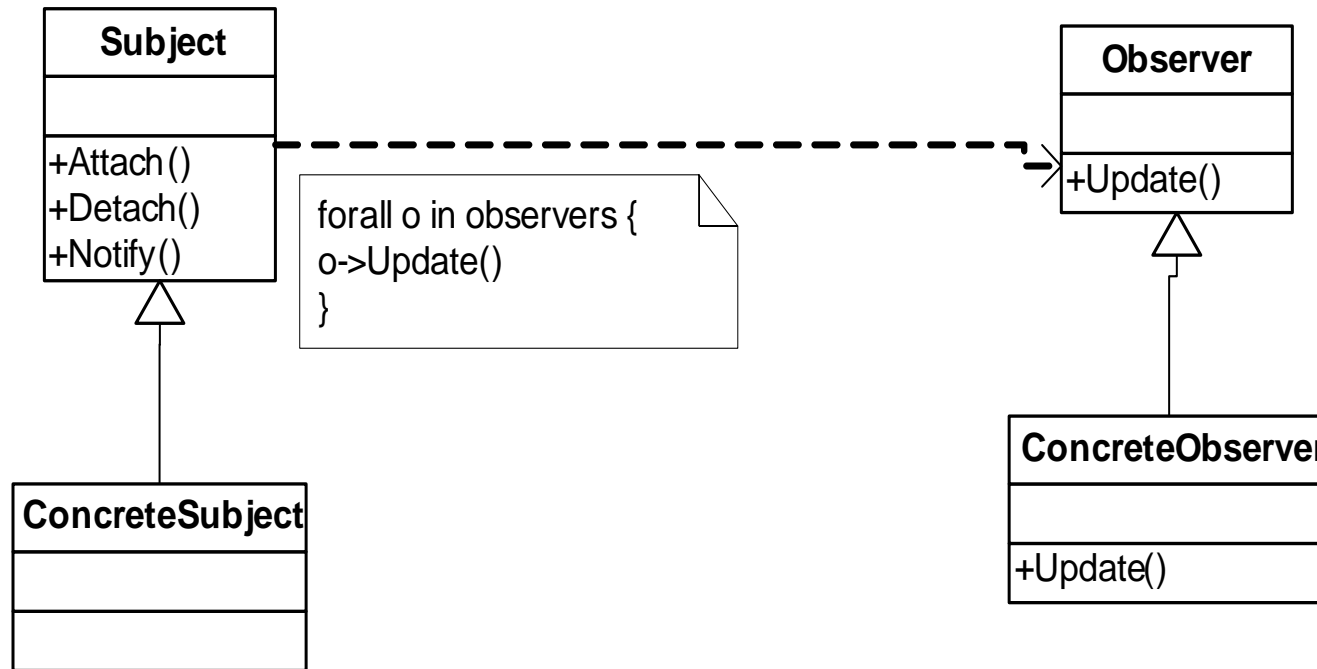 Subject
+Attach()
+Detach()
+Notify()
forall o in observers {
o->Update()
}
Observer
+Update()
ConcreteSubject
ConcreteObserver
+Update()